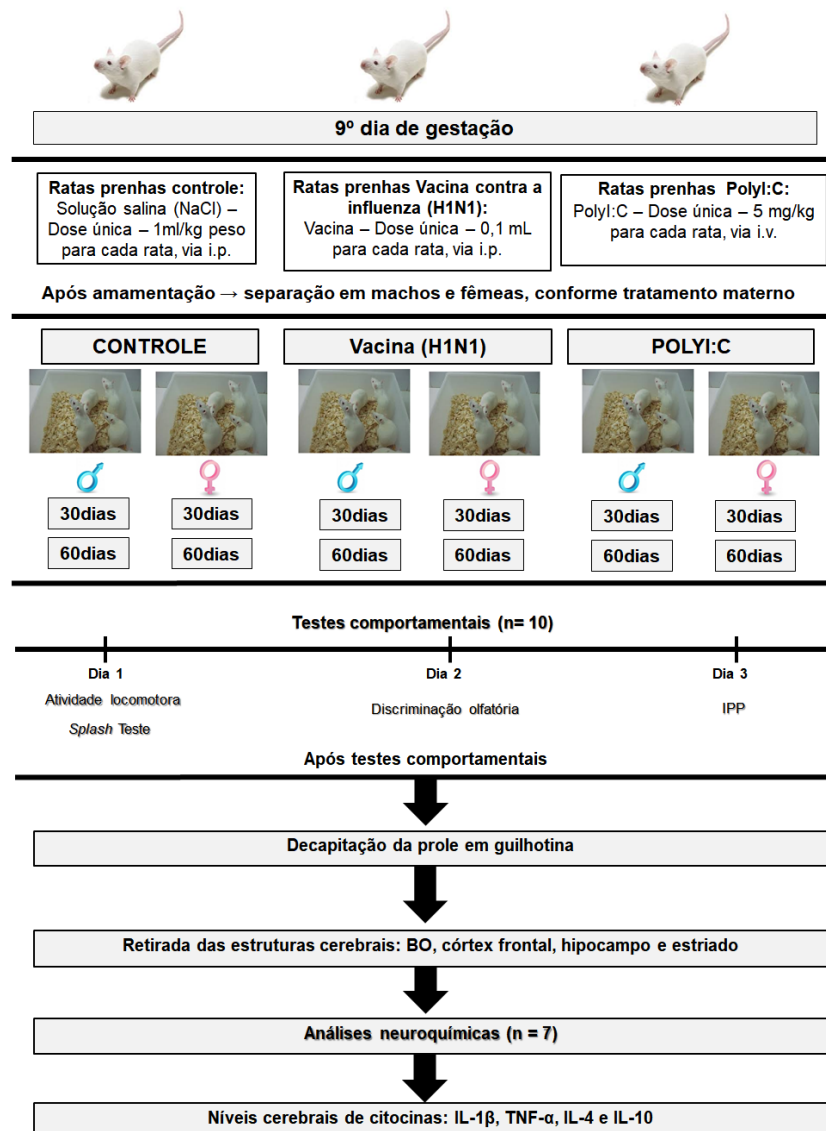 9º dia de gestação
Ratas prenhas controle:
Solução salina (NaCl) –
Dose única – 1ml/kg peso
para cada rata, via i.p.
Ratas prenhas Vacina contra a
influenza (H1N1):
Vacina – Dose única – 0,1 mL
para cada rata, via i.p.
Ratas prenhas PolyI:C:
PolyI:C – Dose única – 5 mg/kg
para cada rata, via i.v.
Após amamentação → separação em machos e fêmeas, conforme tratamento materno
CONTROLE
Vacina (H1N1)
POLYI:C
30dias
30dias
30dias
30dias
30dias
30dias
60dias
60dias
60dias
60dias
60dias
60dias
Testes comportamentais (n= 10)
Dia 1
Dia 2
Dia 3
Atividade locomotora
Splash Teste
Discriminação olfatória
IPP
Após testes comportamentais
Decapitação da prole em guilhotina
Retirada das estruturas cerebrais: BO, córtex frontal, hipocampo e estriado
Análises neuroquímicas (n = 7)
Níveis cerebrais de citocinas: IL-1β, TNF-α, IL-4 e IL-10